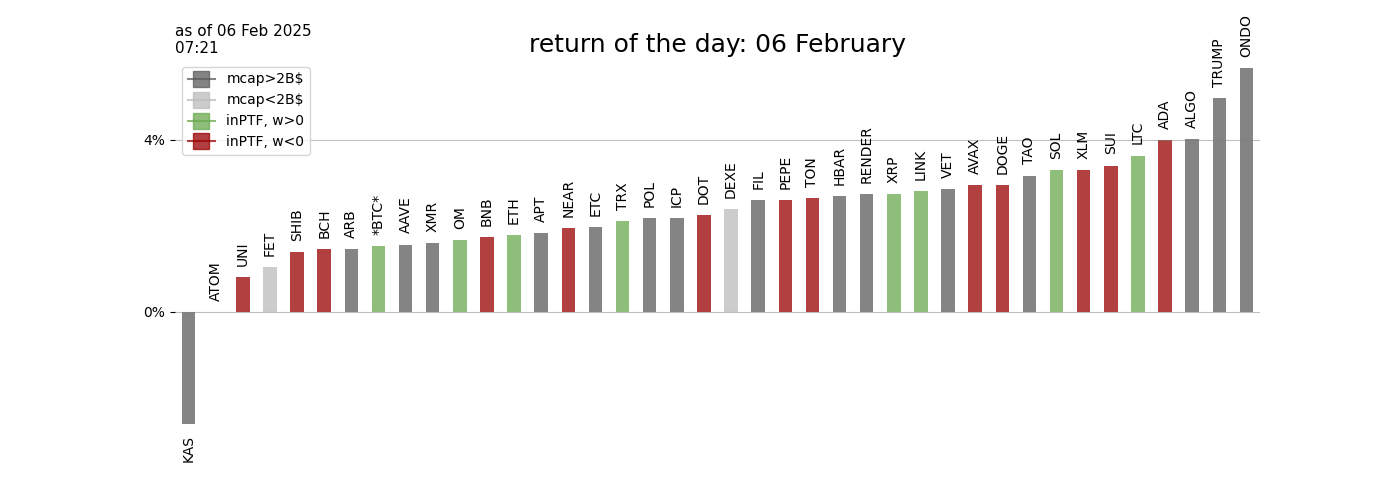 as of 06 Feb 2025
07:21
return of the day: 06 February
mcap>2B$
mcap<2B$
inPTF, w>0
inPTF, w<0
4%
0%
KAS
ATOM
UNI
FET
SHIB
BCH
ARB
*BTC*
AAVE
XMR
OM
BNB
ETH
APT
NEAR
ETC
TRX
POL
ICP
DOT
DEXE
FIL
PEPE
TON
HBAR
RENDER
XRP
LINK
VET
AVAX
DOGE
TAO
SOL
XLM
SUI
LTC
ADA
ALGO
TRUMP
ONDO